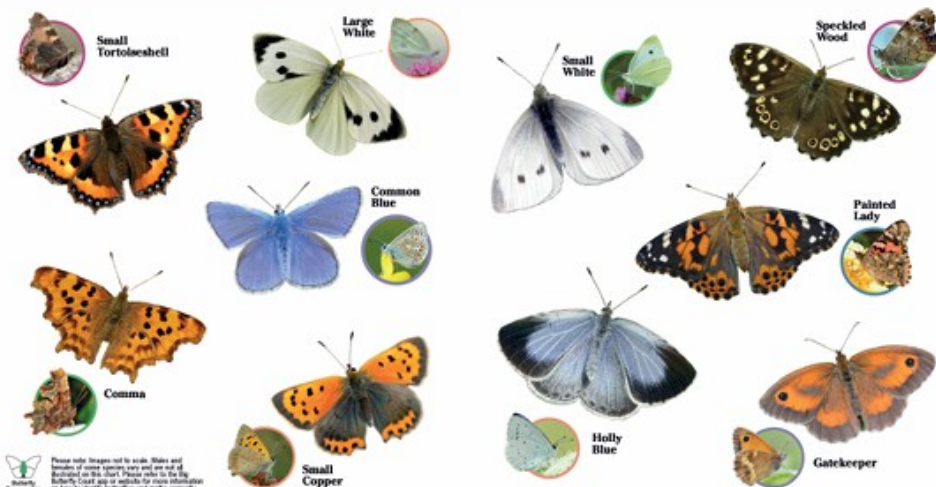 Small
Tortoiseshell
Large
White
Small
White
Speckled
Wood
Common
Blue
Painted
Lady
Comma
Small
Copper
Holly
Blue
Gatekeeper
Please note: Images not to scale. Males and
females of some species vary and are not all
illustrated on this chart. Please refer to the Big
Butterfly Count app or website for more information
Butterfly